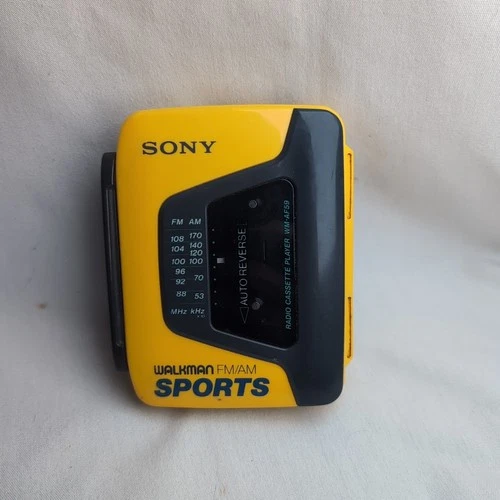 SONY
FM AM
108 170
104 140
120
100 100
96
92 70
88 53
MHz kHz
◁ AUTO REVERSE
RADIO CASSETTE PLAYER WM-AF59
WALKMAN FM/AM
SPORTS